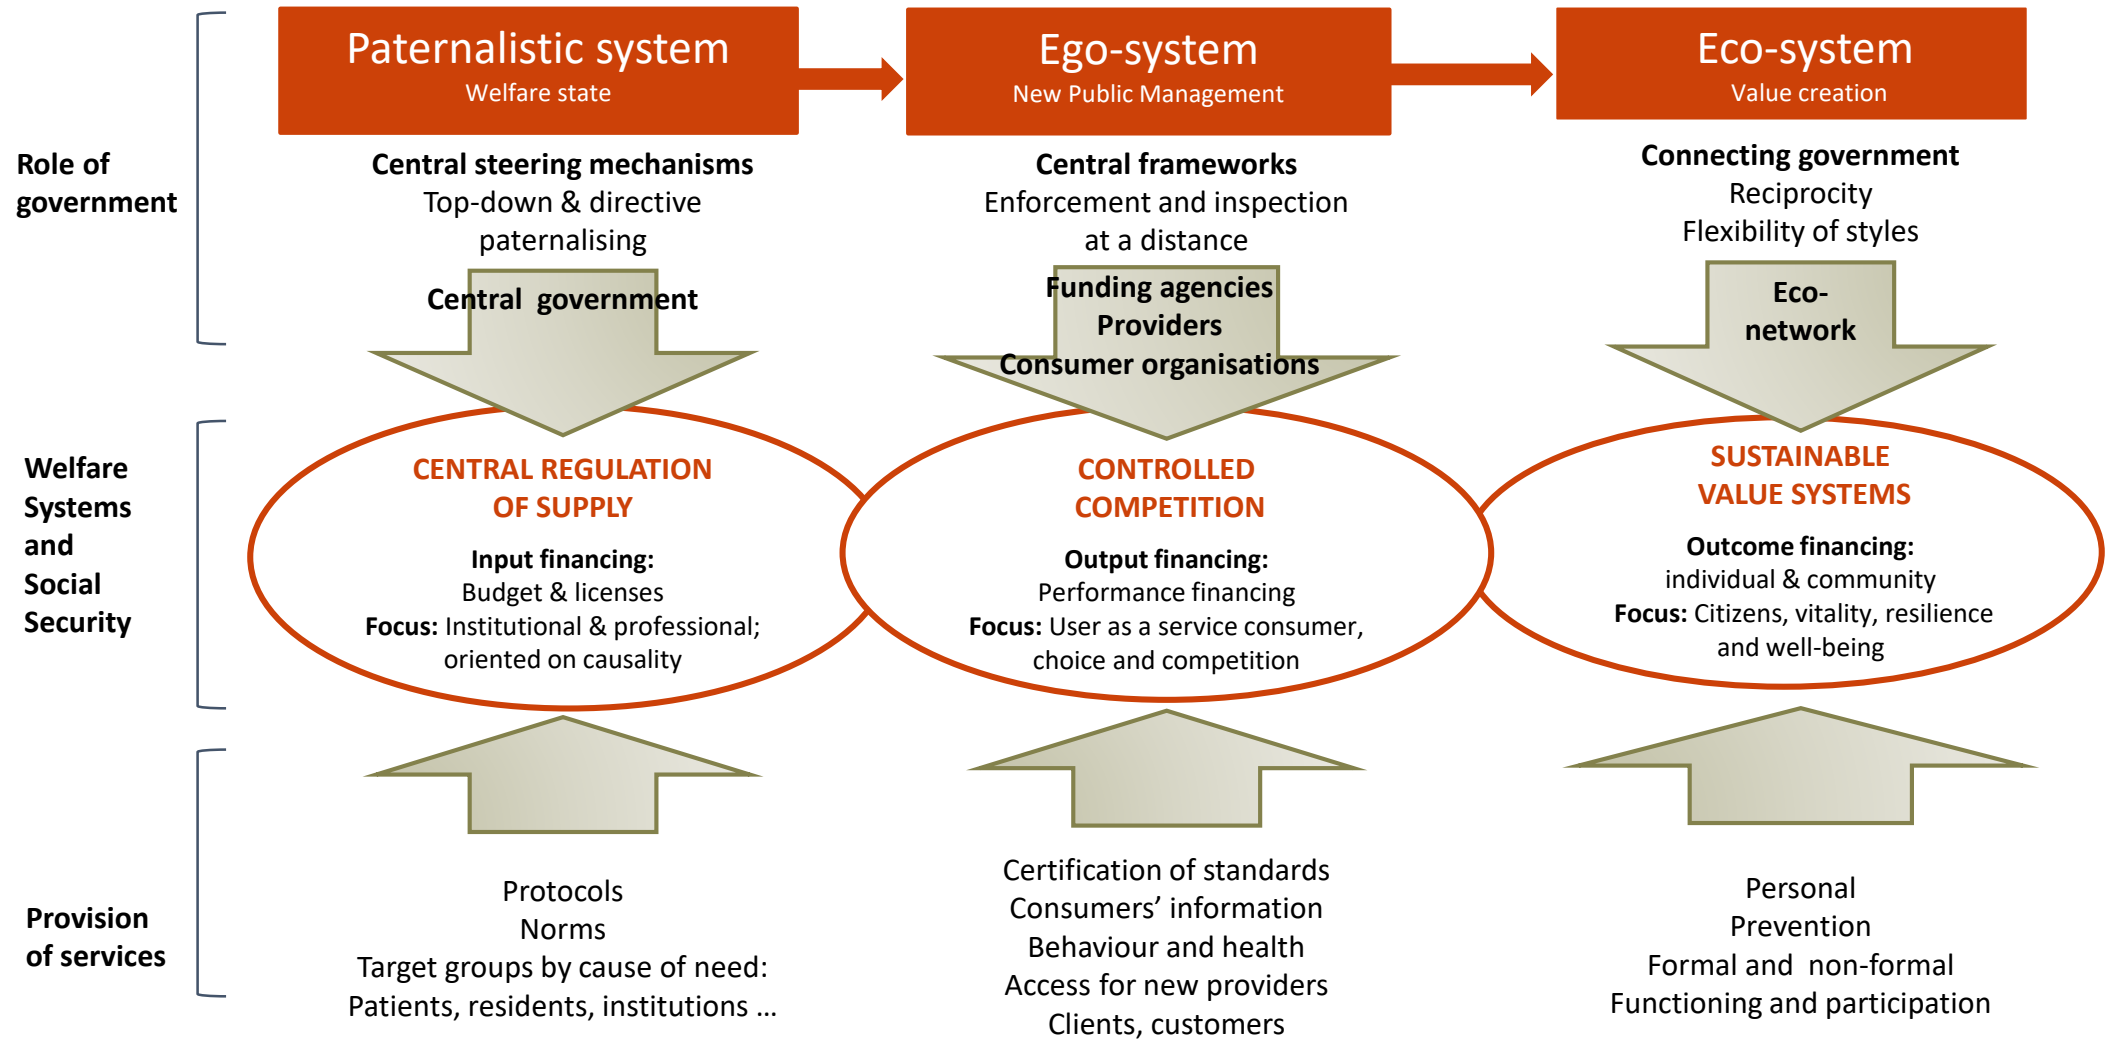 Paternalistic system
Welfare state
Ego-system
New Public Management
Eco-system
Value creation
Role of
government
Central steering mechanisms
Top-down & directive
paternalising
Central government
Central frameworks
Enforcement and inspection
at a distance
Funding agencies
Providers
Consumer organisations
Connecting government
Reciprocity
Flexibility of styles
Eco-
network
Welfare
Systems
and
Social
Security
CENTRAL REGULATION
OF SUPPLY
Input financing:
Budget & licenses
Focus: Institutional & professional;
oriented on causality
CONTROLLED
COMPETITION
Output financing:
Performance financing
Focus: User as a service consumer,
choice and competition
SUSTAINABLE
VALUE SYSTEMS
Outcome financing:
individual & community
Focus: Citizens, vitality, resilience
and well-being
Provision
of services
Protocols
Norms
Target groups by cause of need:
Patients, residents, institutions ...
Certification of standards
Consumers’ information
Behaviour and health
Access for new providers
Clients, customers
Personal
Prevention
Formal and non-formal
Functioning and participation